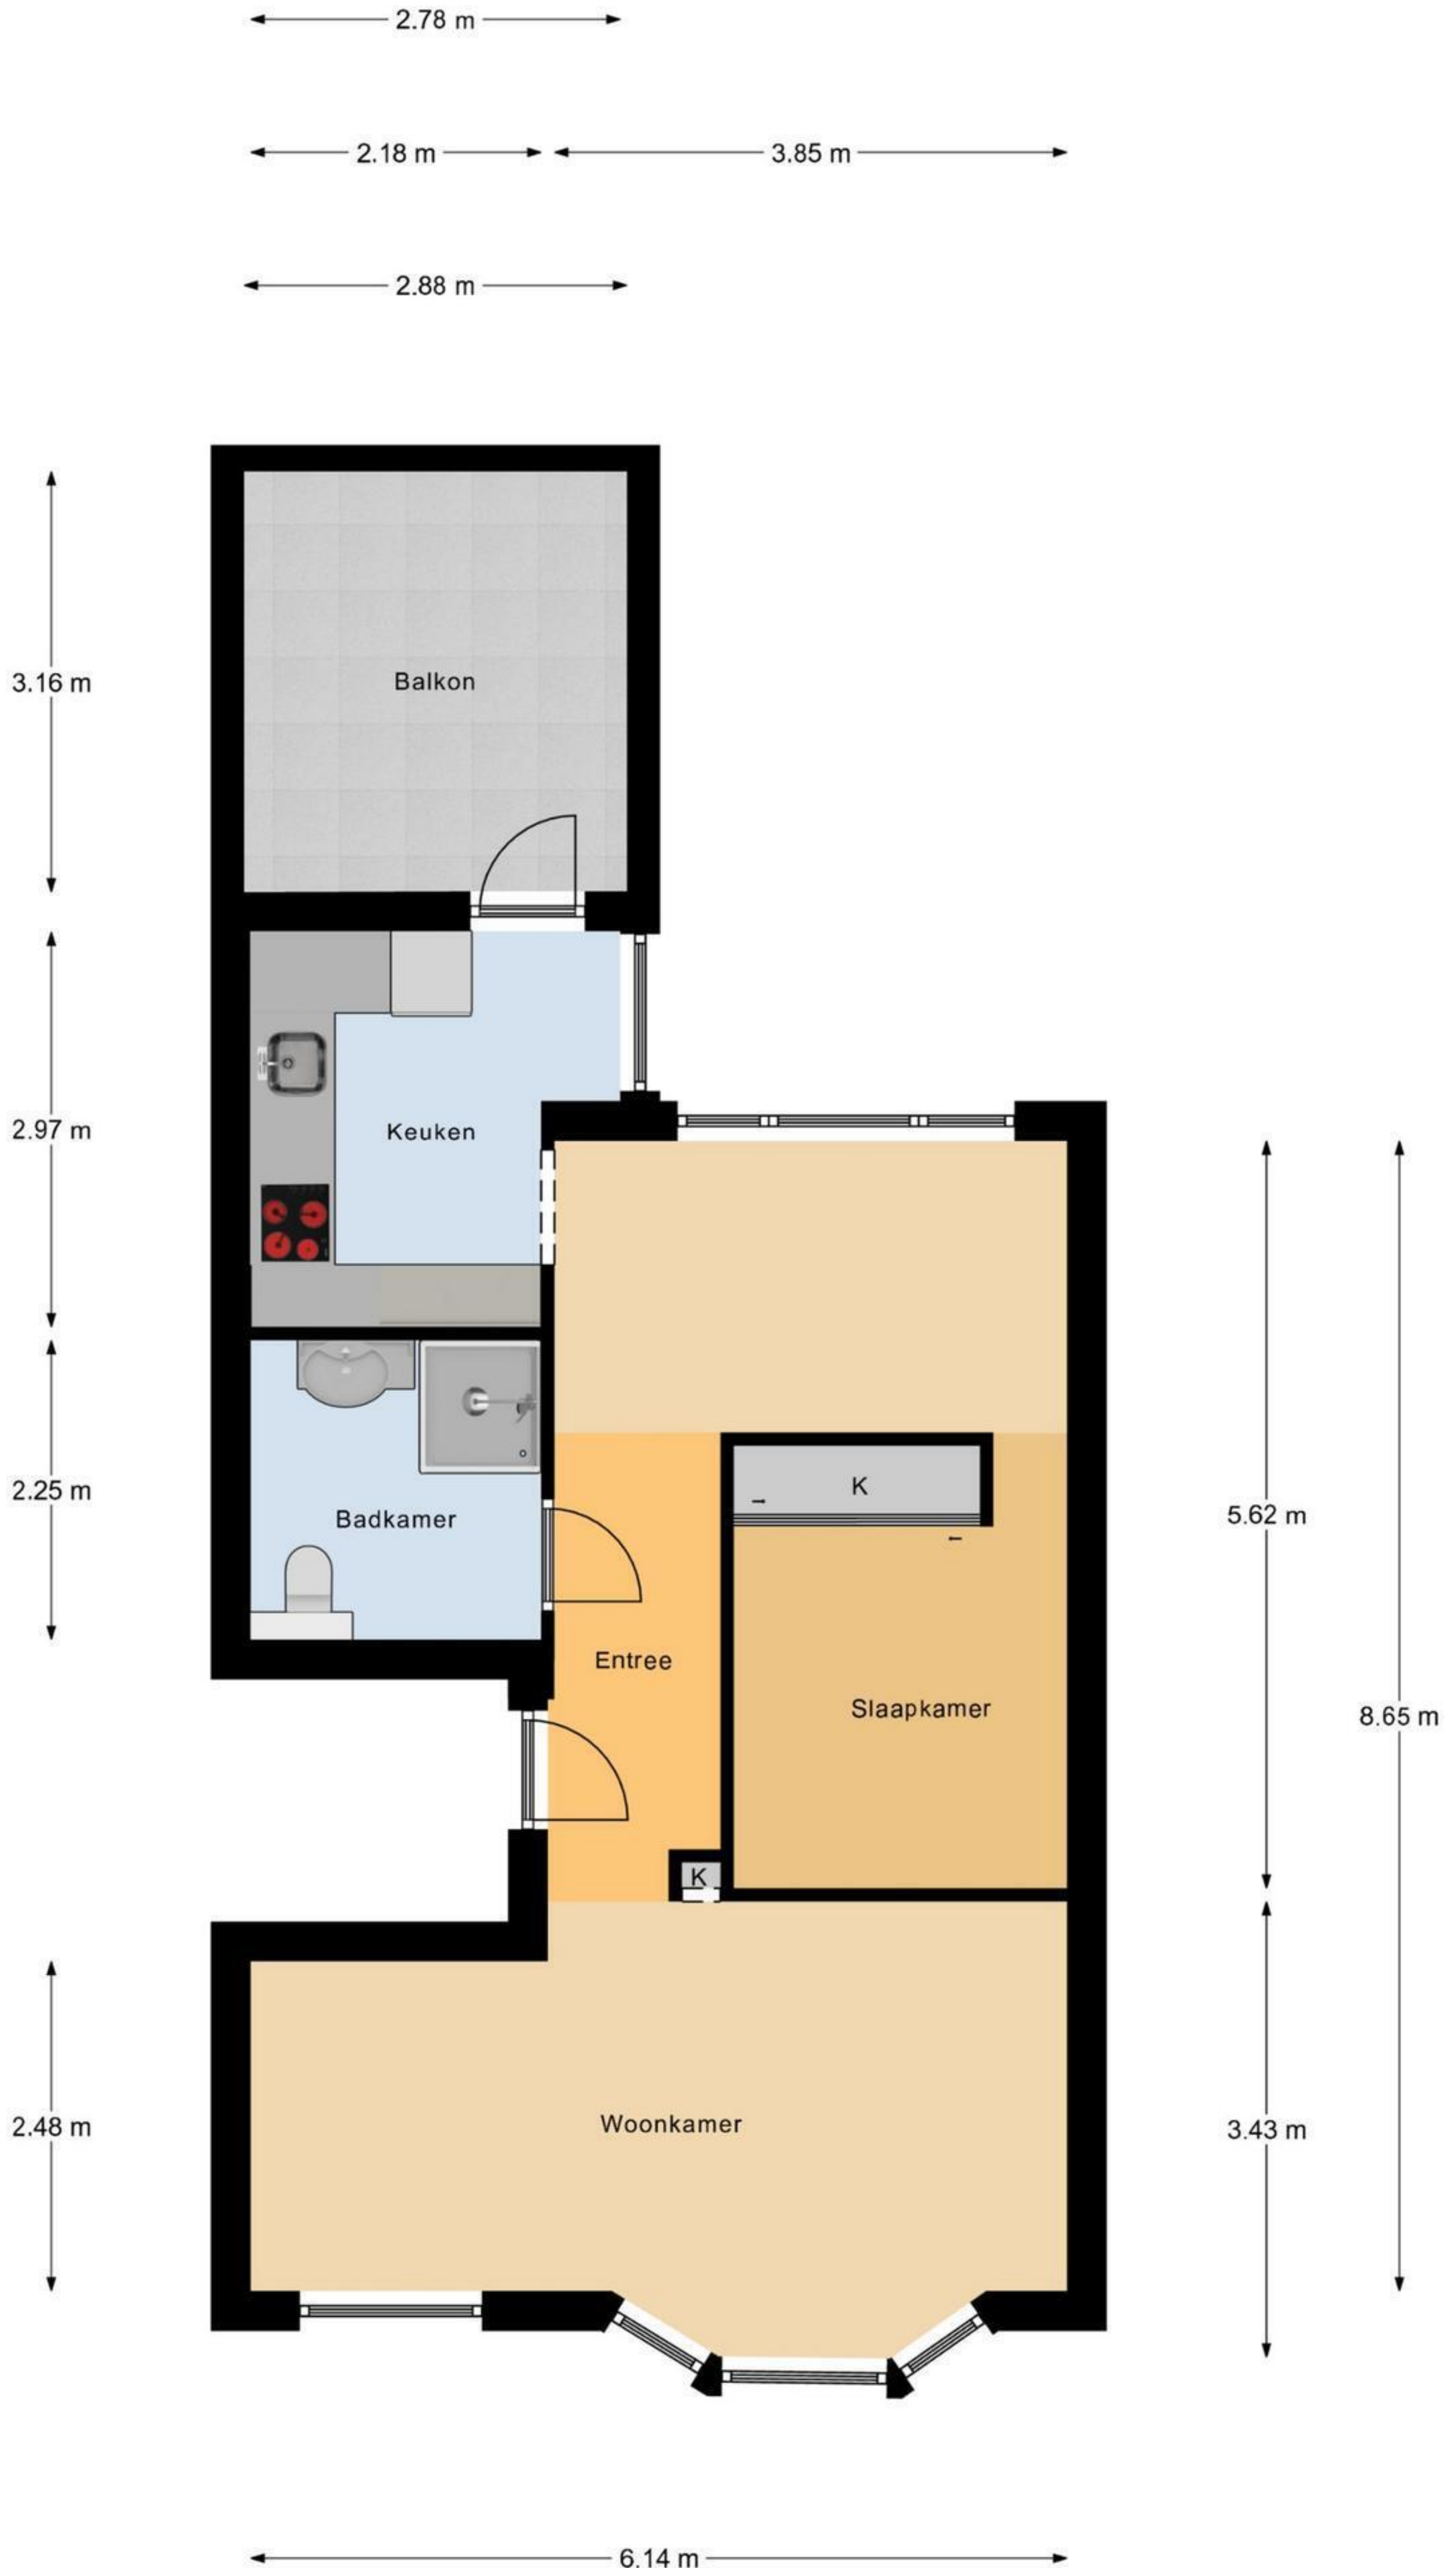 2.78 m
2.18 m
3.85 m
2.88 m
Balkon
3.16 m
Keuken
2.97 m
K
2.25 m
Badkamer
5.62 m
Entree
Slaapkamer
8.65 m
K
Woonkamer
2.48 m
3.43 m
6.14 m